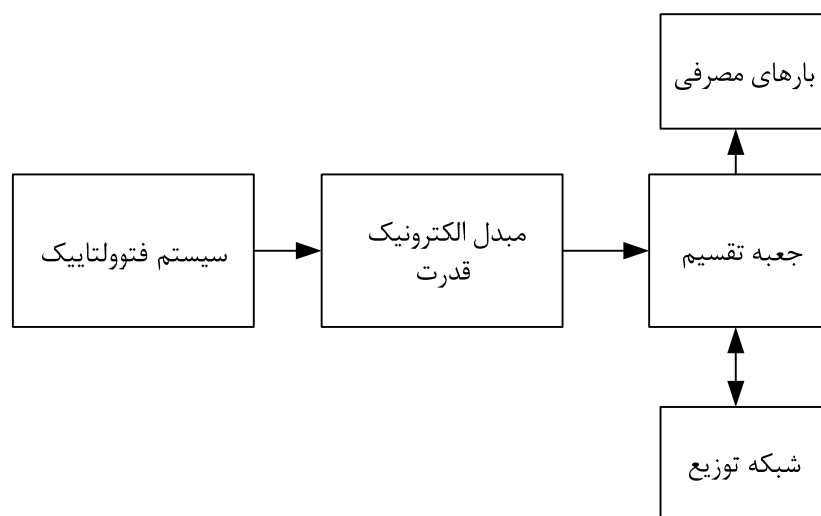 بارهای مصرفی
سیستم فتوولتاییک
مبدل الکترونیک
قدرت
جعبه تقسیم
شبکه توزیع